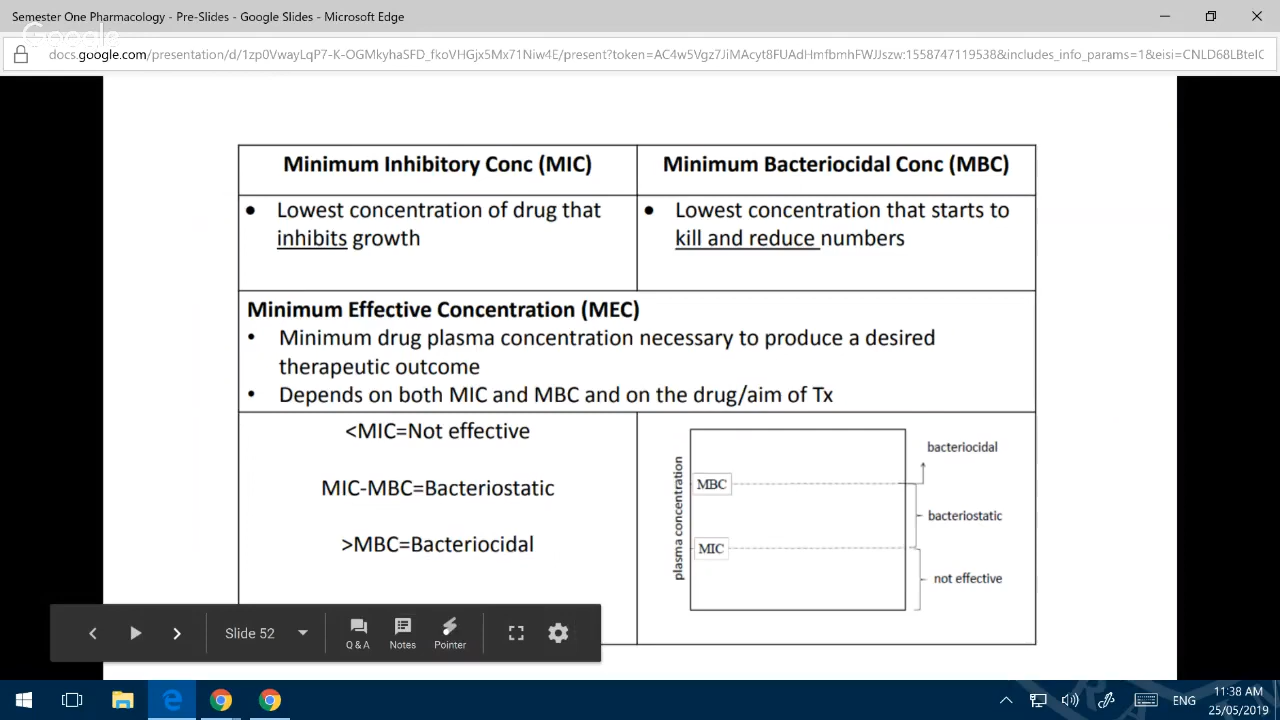 Semester One Pharmacology - Pre-Slides - Google Slides - Microsoft Edge
Google
docs.google.com/presentation/d/1zp0VwayLqP7-K-OGMkyhaSFD_fkoVHGjx5Mx71Niw4E/present?token=AC4w5Vgz7JiMAcyt8FUAdHmfbmhFWJJszw:1558747119538&includes_info_params=1&eisi=CNLD68LBteIC
Minimum Inhibitory Conc (MIC)
Minimum Bacteriocidal Conc (MBC)
• Lowest concentration of drug that
inhibits growth
• Lowest concentration that starts to
kill and reduce numbers
Minimum Effective Concentration (MEC)
• Minimum drug plasma concentration necessary to produce a desired
therapeutic outcome
• Depends on both MIC and MBC and on the drug/aim of Tx
<MIC=Not effective
MIC-MBC=Bacteriostatic
>MBC=Bacteriocidal
plasma concentration
MBC
MIC
bacteriocidal
bacteriostatic
not effective
Slide 52
Q & A
Notes
Pointer
ENG
11:38 AM
25/05/2019